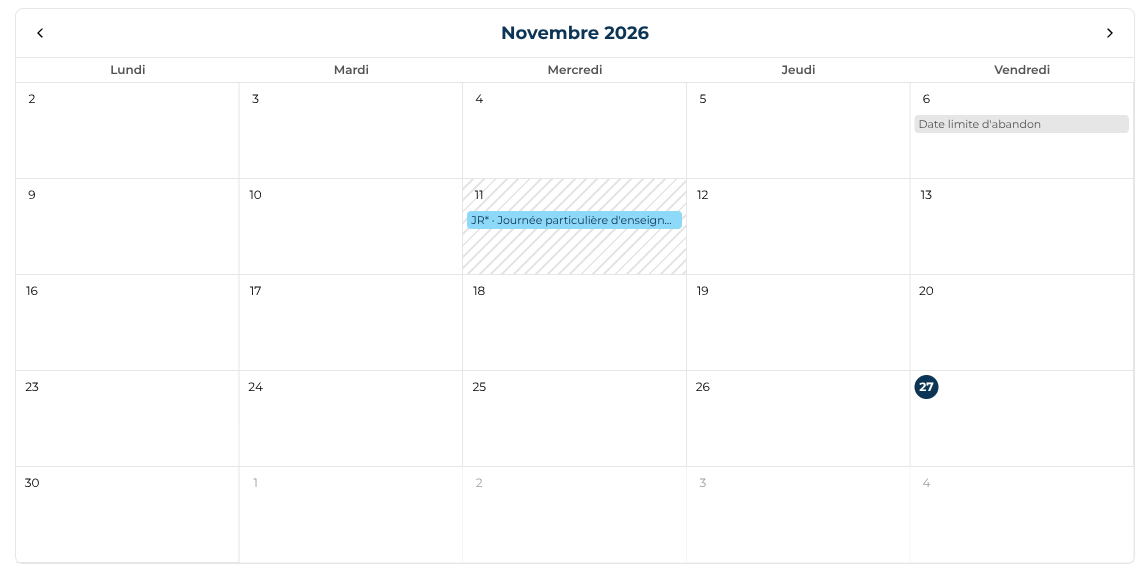 Novembre 2026
Lundi Mardi Mercredi Jeudi Vendredi
2 3 4 5 6
Date limite d'abandon
9 10 11 12 13
JR* · Journée particulière d'enseign...
16 17 18 19 20
23 24 25 26 27
30 1 2 3 4